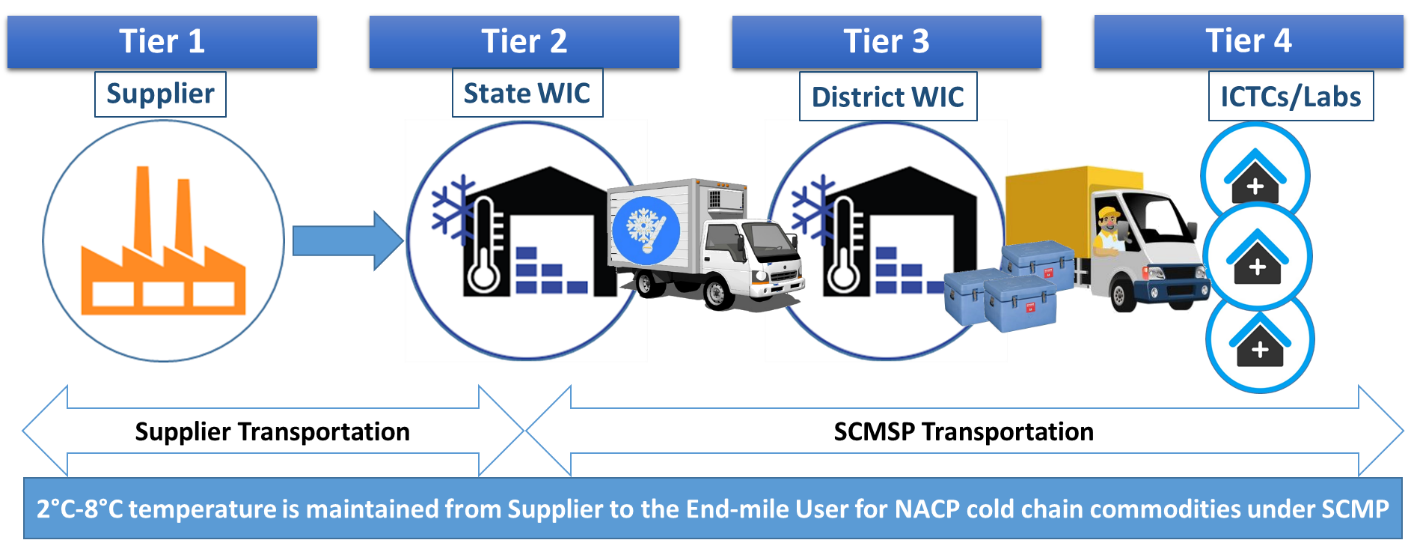 Tier 1
Tier 2
Tier 3
Tier 4
Supplier
State WIC
District WIC
ICTCs/Labs
Supplier Transportation
SCMSP Transportation
2°C-8°C temperature is maintained from Supplier to the End-mile User for NACP cold chain commodities under SCMP